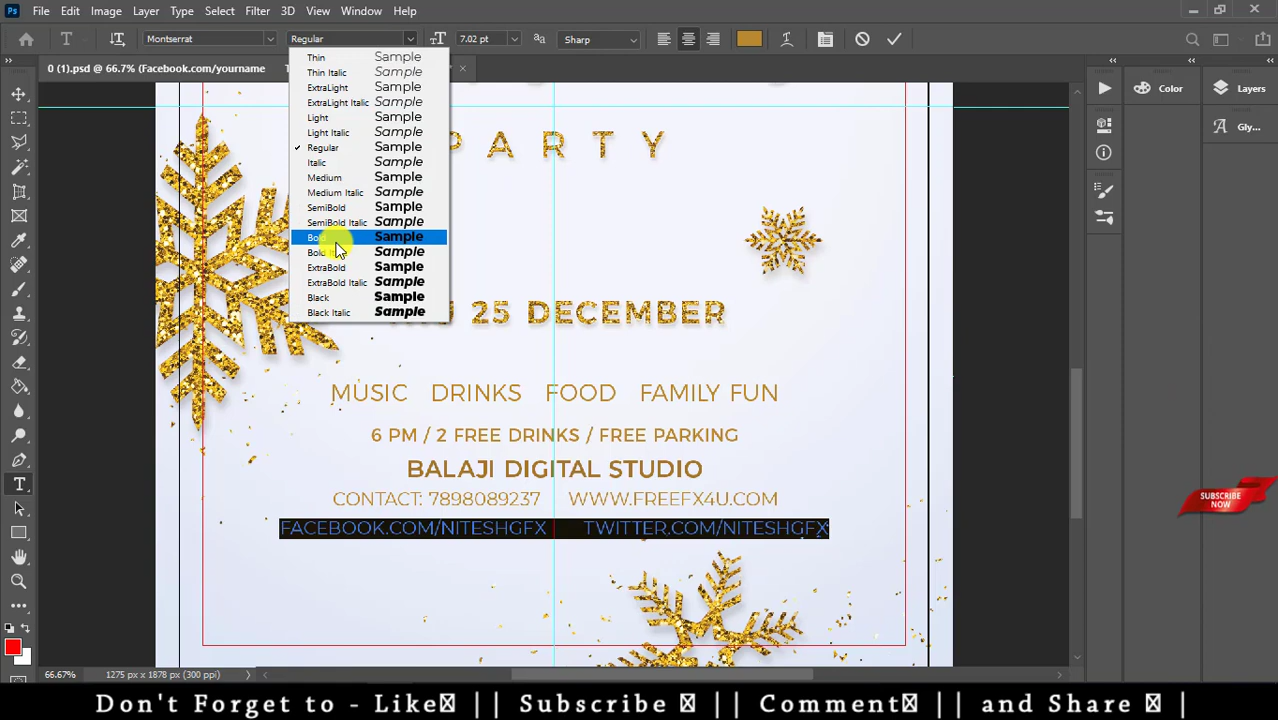 Ps File Edit Image Layer Type Select Filter 3D View Window Help
T Montserrat Regular 7.02 pt Sharp
0 (1).psd @ 66.7% (Facebook.com/yourname
Thin Sample
Thin Italic Sample
ExtraLight Sample
ExtraLight Italic Sample
Light Sample
Light Italic Sample
Regular Sample
Italic Sample
Medium Sample
Medium Italic Sample
SemiBold Sample
SemiBold Italic Sample
Bold Sample
Sample
ExtraBold Sample
ExtraBold Italic Sample
Black Sample
Black Italic Sample
Color
Layers
Gly...
PARTY
25 DECEMBER
MUSIC DRINKS FOOD FAMILY FUN
6 PM / 2 FREE DRINKS / FREE PARKING
BALAJI DIGITAL STUDIO
CONTACT: 7898089237 WWW.FREEFX4U.COM
FACEBOOK.COM/NITESHGFX TWITTER.COM/NITESHGFX
SUBSCRIBE
NOW
66.67% 1275 px x 1878 px (300 ppi)
Don't Forget to - Like || Subscribe || Comment || and Share |